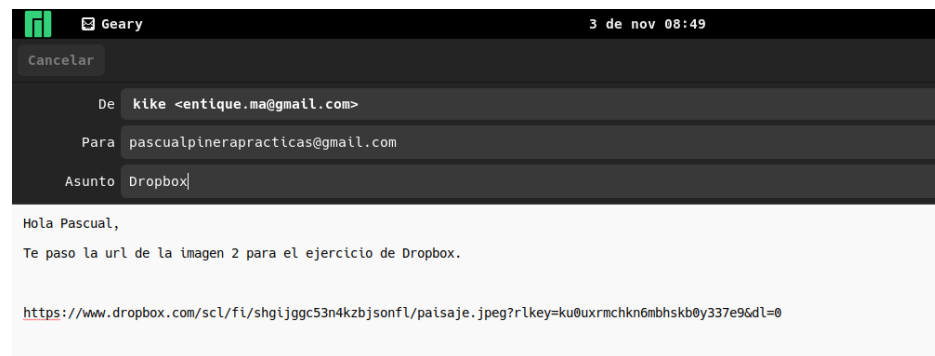 Geary 3 de nov 08:49
Cancelar
De kike <entique.ma@gmail.com>
Para pascualpinerapracticas@gmail.com
Asunto Dropbox
Hola Pascual,
Te paso la url de la imagen 2 para el ejercicio de Dropbox.
https://www.dropbox.com/scl/fi/shgijggc53n4kzbjsonfl/paisaje.jpeg?rlkey=ku0uxrmchkn6mbhskb0y337e9&dl=0